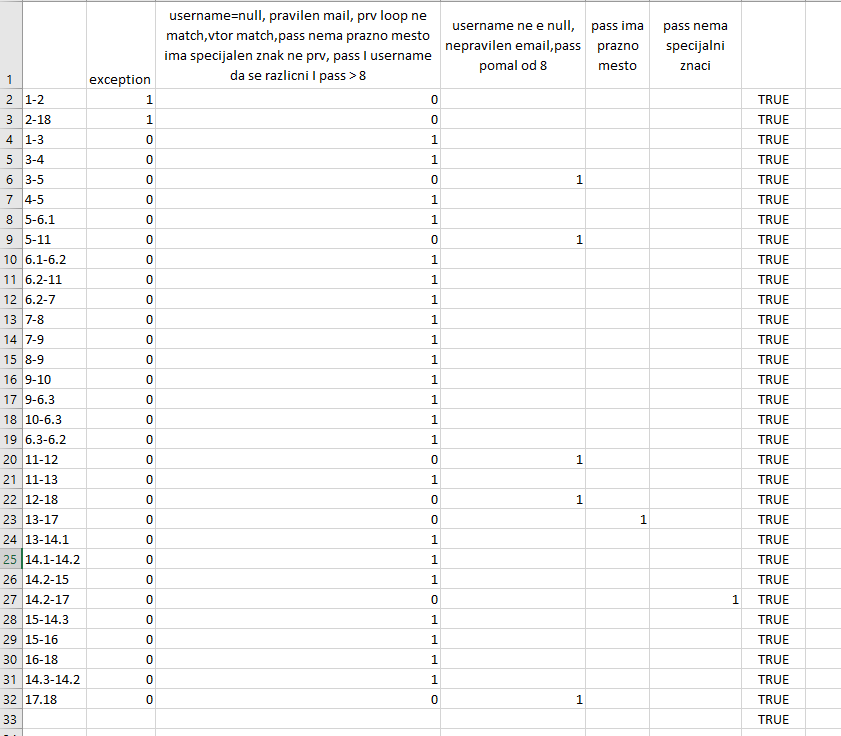 username=null, pravilen mail, prv loop ne
match,vtor match,pass nema prazno mesto
ima specijalen znak ne prv, pass I username
da se razlicni I pass > 8
username ne e null,
nepravilen email,pass
pomal od 8
pass ima
prazno
mesto
pass nema
specijalni
znaci
1 exception
2 1-2 1 0 TRUE
3 2-18 1 0 TRUE
4 1-3 0 1 TRUE
5 3-4 0 1 TRUE
6 3-5 0 0 1 TRUE
7 4-5 0 1 TRUE
8 5-6.1 0 1 TRUE
9 5-11 0 0 1 TRUE
10 6.1-6.2 0 1 TRUE
11 6.2-11 0 1 TRUE
12 6.2-7 0 1 TRUE
13 7-8 0 1 TRUE
14 7-9 0 1 TRUE
15 8-9 0 1 TRUE
16 9-10 0 1 TRUE
17 9-6.3 0 1 TRUE
18 10-6.3 0 1 TRUE
19 6.3-6.2 0 1 TRUE
20 11-12 0 0 1 TRUE
21 11-13 0 1 TRUE
22 12-18 0 0 1 TRUE
23 13-17 0 0 1 TRUE
24 13-14.1 0 1 TRUE
25 14.1-14.2 0 1 TRUE
26 14.2-15 0 1 TRUE
27 14.2-17 0 0 1 TRUE
28 15-14.3 0 1 TRUE
29 15-16 0 1 TRUE
30 16-18 0 1 TRUE
31 14.3-14.2 0 1 TRUE
32 17.18 0 0 1 TRUE
33 TRUE